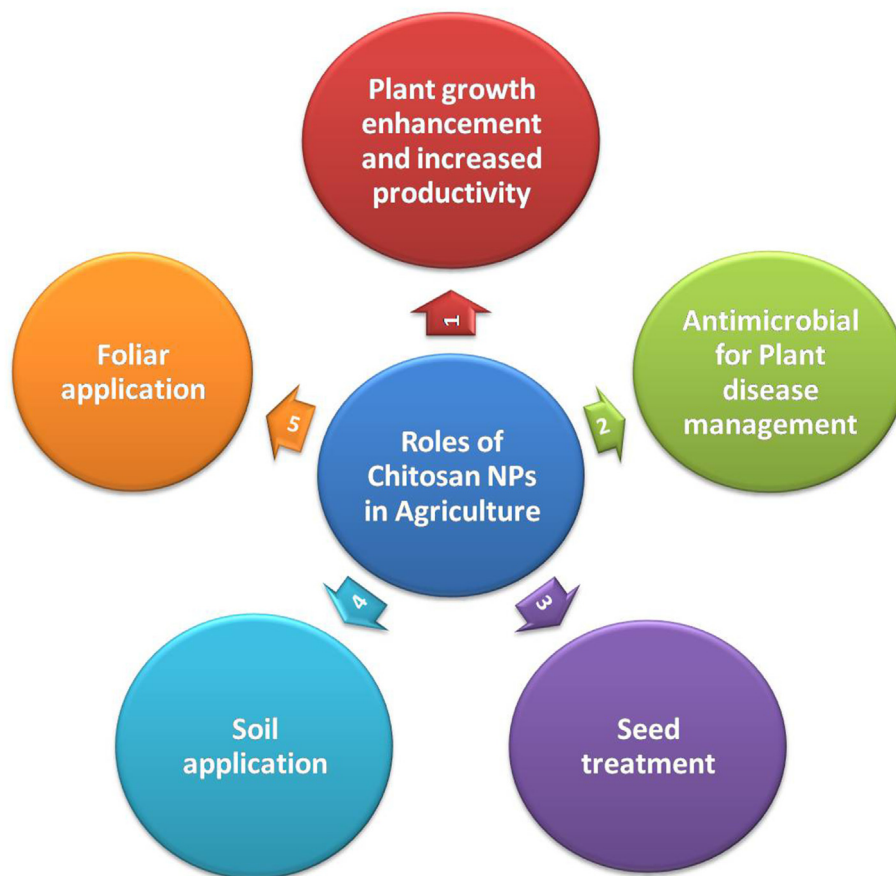 Plant growth
enhancement
and increased
productivity
1
Antimicrobial
for Plant
disease
management
2
Foliar
application
5
Roles of
Chitosan NPs
in Agriculture
4
3
Soil
application
Seed
treatment